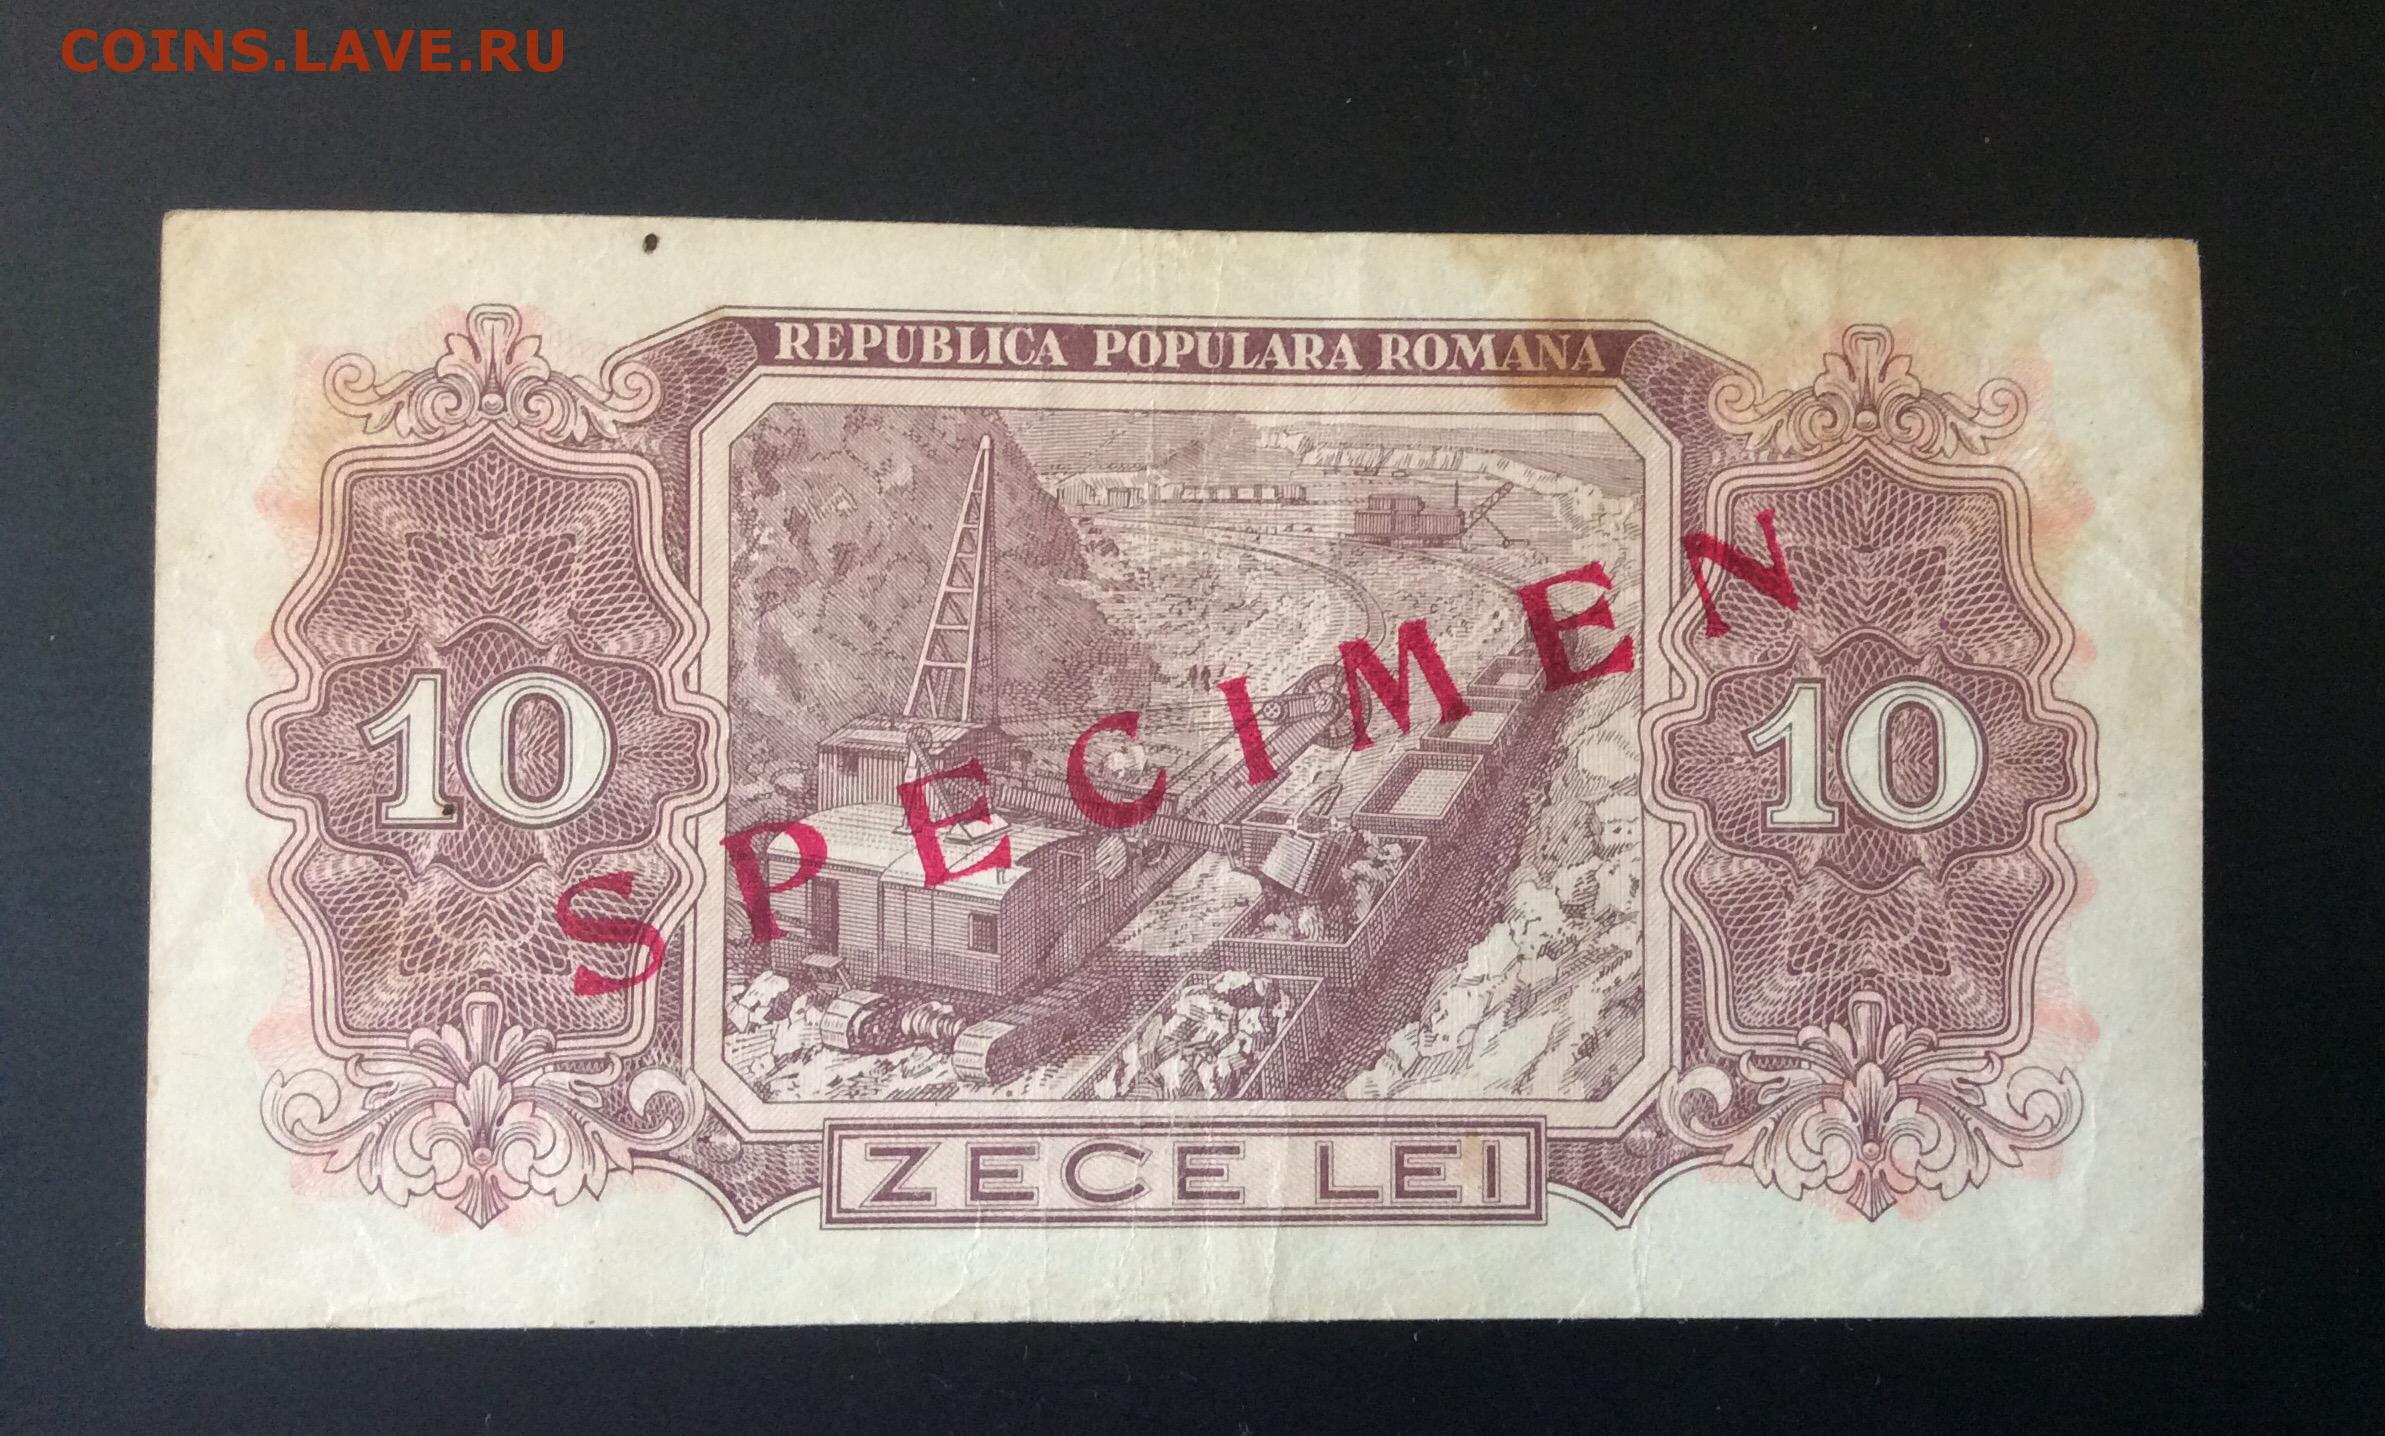 COINS.LAVE.RU
REPUBLICA POPULARA ROMANA
10
10
SPECIMEN
ZECE LEI